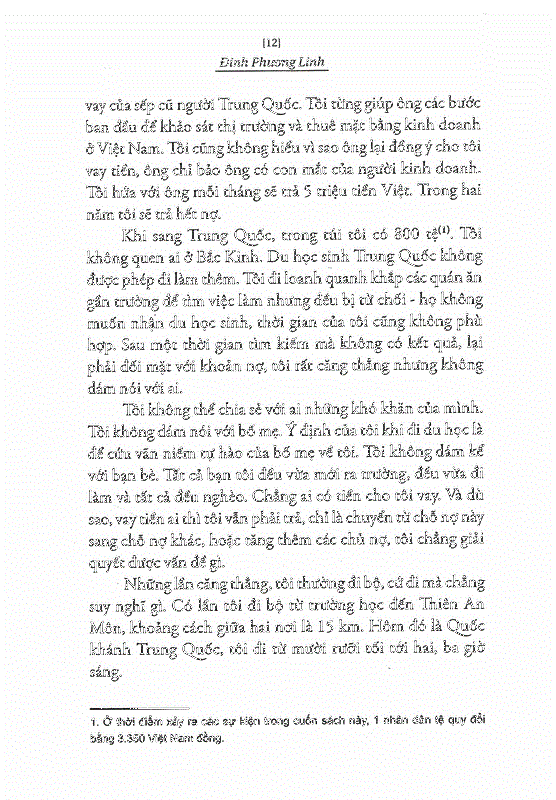 [12]
Đinh Phương Linh
vay của sếp cũ người Trung Quốc. Tôi từng giúp ông các bước
ban đầu để khảo sát thị trường và thuê mặt bằng kinh doanh
ở Việt Nam. Tôi cũng không hiểu vì sao ông lại đồng ý cho tôi
vay tiền, ông chỉ bảo ông có con mắt của người kinh doanh.
Tôi hứa với ông mỗi tháng sẽ trả 5 triệu tiền Việt. Trong hai
năm tôi sẽ trả hết nợ.
Khi sang Trung Quốc, trong túi tôi có 800 tệ(1). Tôi
không quen ai ở Bắc Kinh. Du học sinh Trung Quốc không
được phép đi làm thêm. Tôi đi loanh quanh khắp các quán ăn
gần trường để tìm việc làm nhưng đều bị từ chối - họ không
muốn nhận du học sinh, thời gian của tôi cũng không phù
hợp. Sau một thời gian tìm kiếm mà không có kết quả, lại
phải đối mặt với khoản nợ, tôi rất căng thẳng nhưng không
dám nói với ai.
Tôi không thể chia sẻ với ai những khó khăn của mình.
Tôi không dám nói với bố mẹ. Ý định của tôi khi đi du học là
để cứu vãn niềm tự hào của bố mẹ về tôi. Tôi không dám kể
với bạn bè. Tất cả bạn tôi đều vừa mới ra trường, đều vừa đi
làm và tất cả đều nghèo. Chẳng ai có tiền cho tôi vay. Và dù
sao, vay tiền ai thì tôi vẫn phải trả, chỉ là chuyển từ chỗ nợ này
sang chỗ nợ khác, hoặc tăng thêm các chủ nợ, tôi chẳng giải
quyết được vấn đề gì.
Những lần căng thẳng, tôi thường đi bộ, cứ đi mà chẳng
suy nghĩ gì. Có lần tôi đi bộ từ trường học đến Thiên An
Môn, khoảng cách giữa hai nơi là 15 km. Hôm đó là Quốc
khánh Trung Quốc, tôi đi từ mười rưỡi tối tới hai, ba giờ
sáng.
1. Ở thời điểm xảy ra các sự kiện trong cuốn sách này, 1 nhân dân tệ quy đổi
bằng 3.350 Việt Nam đồng.